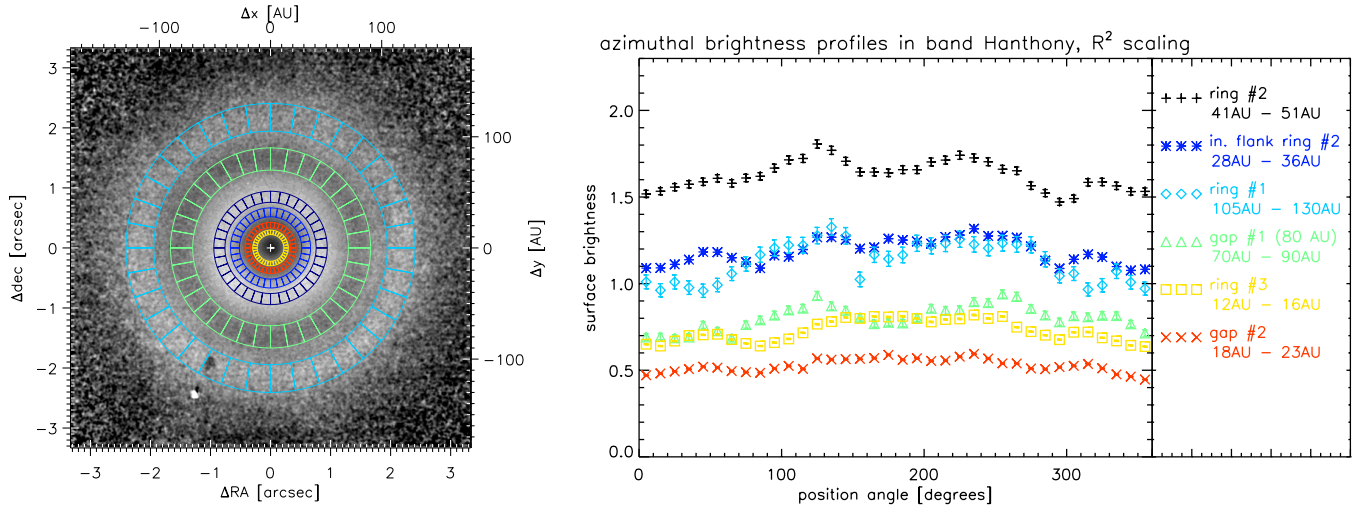 Δx [AU]
−100 0 100
3
2
1
0
−1
−2
−3
Δdec [arcsec]
100
0
−100
Δy [AU]
−3 −2 −1 0 1 2 3
ΔRA [arcsec]
azimuthal brightness profiles in band Hanthony, R² scaling
2.0
1.5
1.0
0.5
0.0
surface brightness
0 100 200 300
position angle [degrees]
ring #2
41AU − 51AU
in. flank ring #2
28AU − 36AU
ring #1
105AU − 130AU
gap #1 (80 AU)
70AU − 90AU
ring #3
12AU − 16AU
gap #2
18AU − 23AU